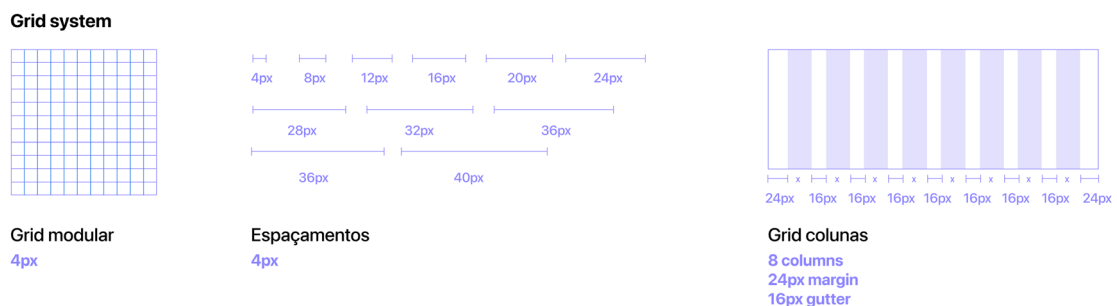 Grid system
4px 8px 12px 16px 20px 24px
28px 32px 36px
36px 40px
x x x x x x x x
24px 16px 16px 16px 16px 16px 16px 16px 24px
Grid modular
4px
Espaçamentos
4px
Grid colunas
8 columns
24px margin
16px gutter